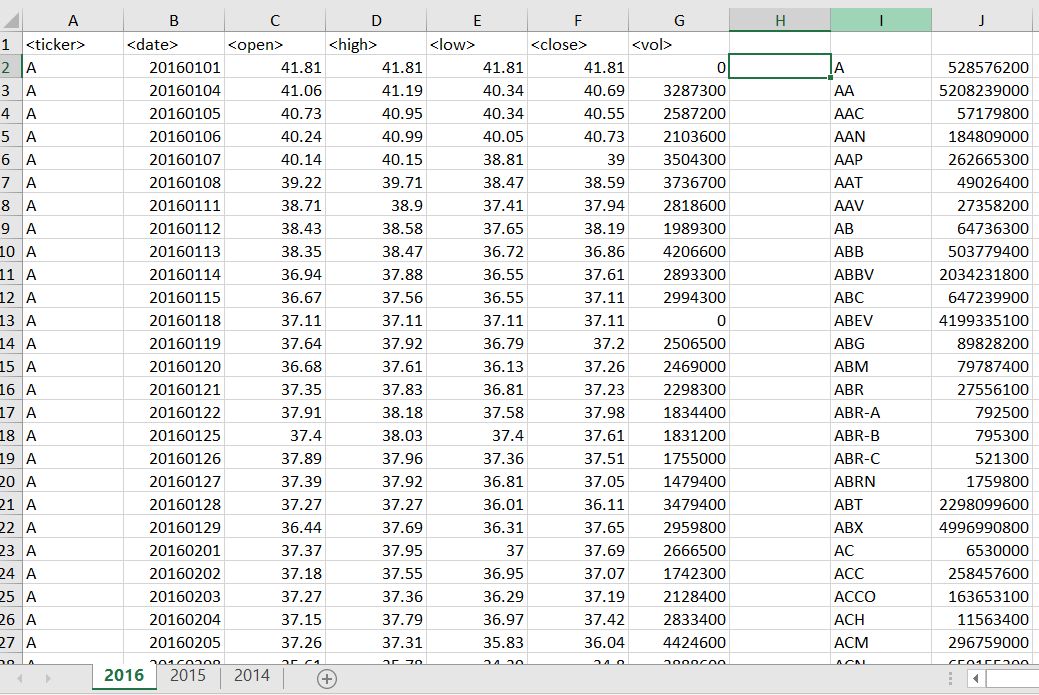 A B C D E F G H I J
1 <ticker> <date> <open> <high> <low> <close> <vol>
2 A 20160101 41.81 41.81 41.81 41.81 0 A 528576200
3 A 20160104 41.06 41.19 40.34 40.69 3287300 AA 5208239000
4 A 20160105 40.73 40.95 40.34 40.55 2587200 AAC 57179800
5 A 20160106 40.24 40.99 40.05 40.73 2103600 AAN 184809000
6 A 20160107 40.14 40.15 38.81 39 3504300 AAP 262665300
7 A 20160108 39.22 39.71 38.47 38.59 3736700 AAT 49026400
8 A 20160111 38.71 38.9 37.41 37.94 2818600 AAV 27358200
9 A 20160112 38.43 38.58 37.65 38.19 1989300 AB 64736300
10 A 20160113 38.35 38.47 36.72 36.86 4206600 ABB 503779400
11 A 20160114 36.94 37.88 36.55 37.61 2893300 ABBV 2034231800
12 A 20160115 36.67 37.56 36.55 37.11 2994300 ABC 647239900
13 A 20160118 37.11 37.11 37.11 37.11 0 ABEV 4199335100
14 A 20160119 37.64 37.92 36.79 37.2 2506500 ABG 89828200
15 A 20160120 36.68 37.61 36.13 37.26 2469000 ABM 79787400
16 A 20160121 37.35 37.83 36.81 37.23 2298300 ABR 27556100
17 A 20160122 37.91 38.18 37.58 37.98 1834400 ABR-A 792500
18 A 20160125 37.4 38.03 37.4 37.61 1831200 ABR-B 795300
19 A 20160126 37.89 37.96 37.36 37.51 1755000 ABR-C 521300
20 A 20160127 37.39 37.92 36.81 37.05 1479400 ABRN 1759800
21 A 20160128 37.27 37.27 36.01 36.11 3479400 ABT 2298099600
22 A 20160129 36.44 37.69 36.31 37.65 2959800 ABX 4996990800
23 A 20160201 37.37 37.95 37 37.69 2666500 AC 6530000
24 A 20160202 37.18 37.55 36.95 37.07 1742300 ACC 258457600
25 A 20160203 37.27 37.36 36.29 37.19 2128400 ACCO 163653100
26 A 20160204 37.15 37.79 36.97 37.42 2833400 ACH 11563400
27 A 20160205 37.26 37.31 35.83 36.04 4424600 ACM 296759000
2016 2015 2014